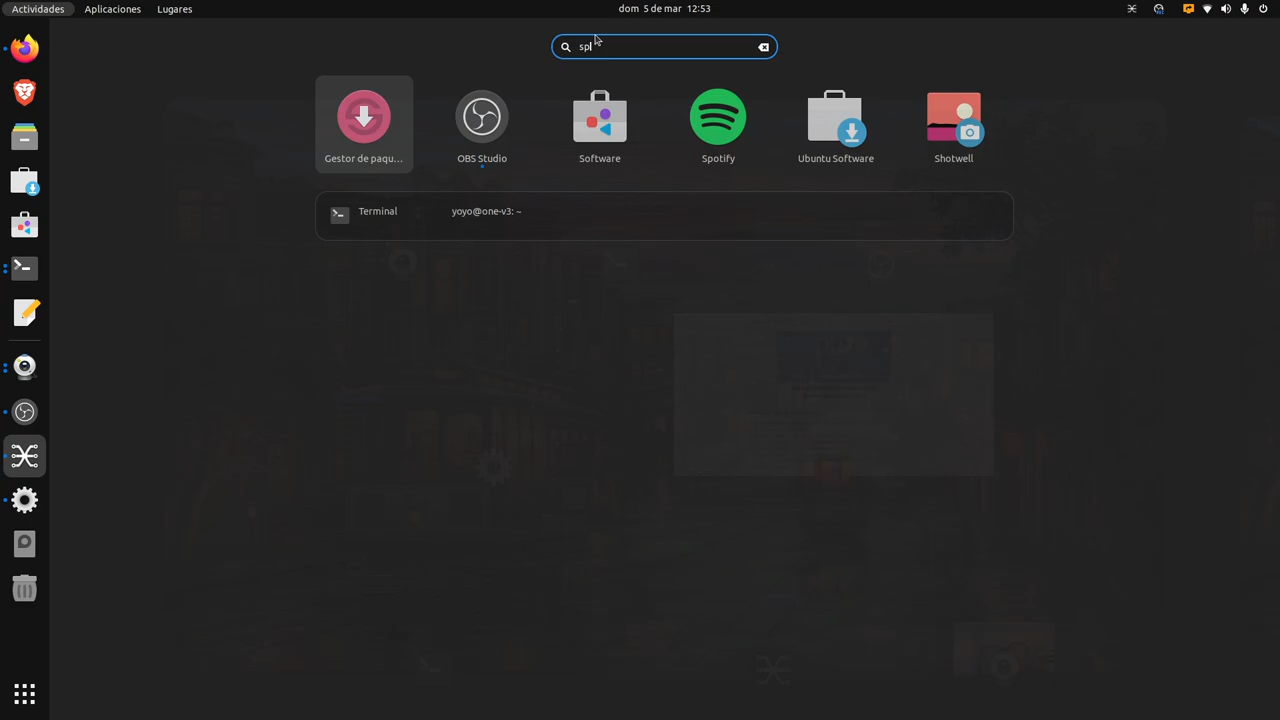 Actividades Aplicaciones Lugares dom 5 de mar 12:53
sp
Gestor de paqu... OBS Studio Software Spotify Ubuntu Software Shotwell
Terminal yoyo@one-v3: ~